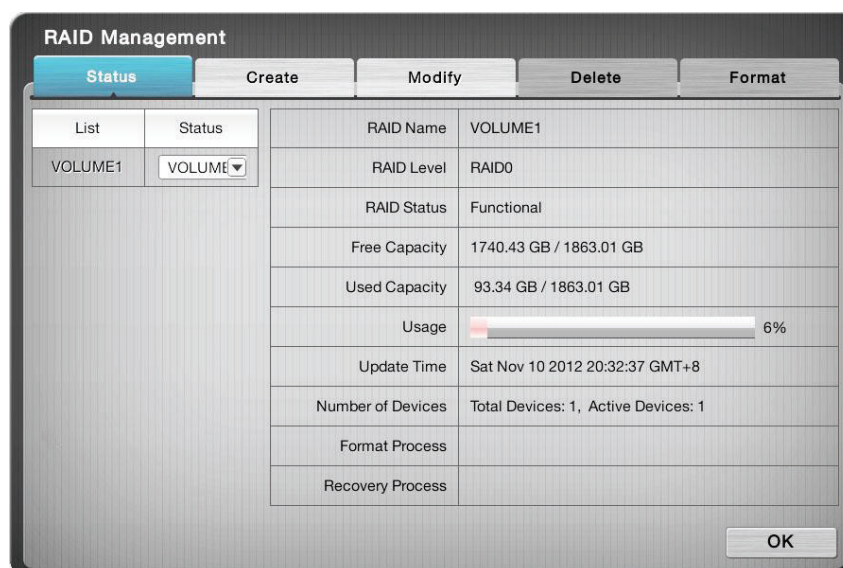 RAID Management
Status Create Modify Delete Format
List Status
VOLUME1 VOLUME
RAID Name VOLUME1
RAID Level RAID0
RAID Status Functional
Free Capacity 1740.43 GB / 1863.01 GB
Used Capacity 93.34 GB / 1863.01 GB
Usage 6%
Update Time Sat Nov 10 2012 20:32:37 GMT+8
Number of Devices Total Devices: 1, Active Devices: 1
Format Process
Recovery Process
OK